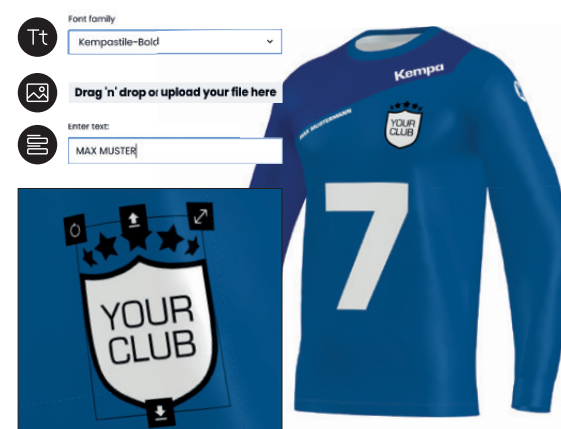 Font family
Tt
Kempastile-Bold
Drag 'n' drop or upload your file here
Enter text:
MAX MUSTER
YOUR
CLUB
Kempa
MAX MUSTERMANN
YOUR
CLUB
7